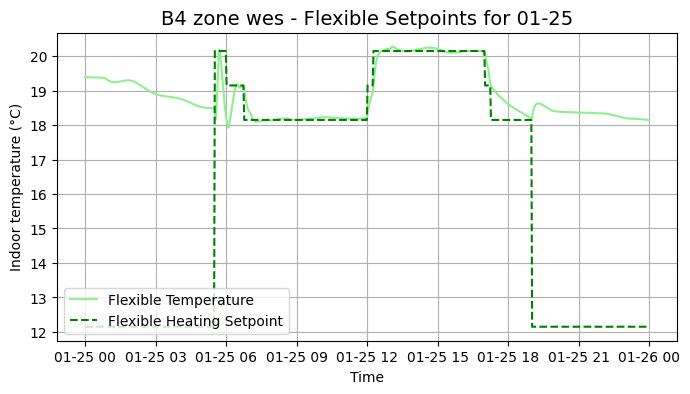 B4 zone wes - Flexible Setpoints for 01-25
Indoor temperature (°C)
20
19
18
17
16
15
14
13
12
Flexible Temperature
Flexible Heating Setpoint
01-25 00 01-25 03 01-25 06 01-25 09 01-25 12 01-25 15 01-25 18 01-25 21 01-26 00
Time